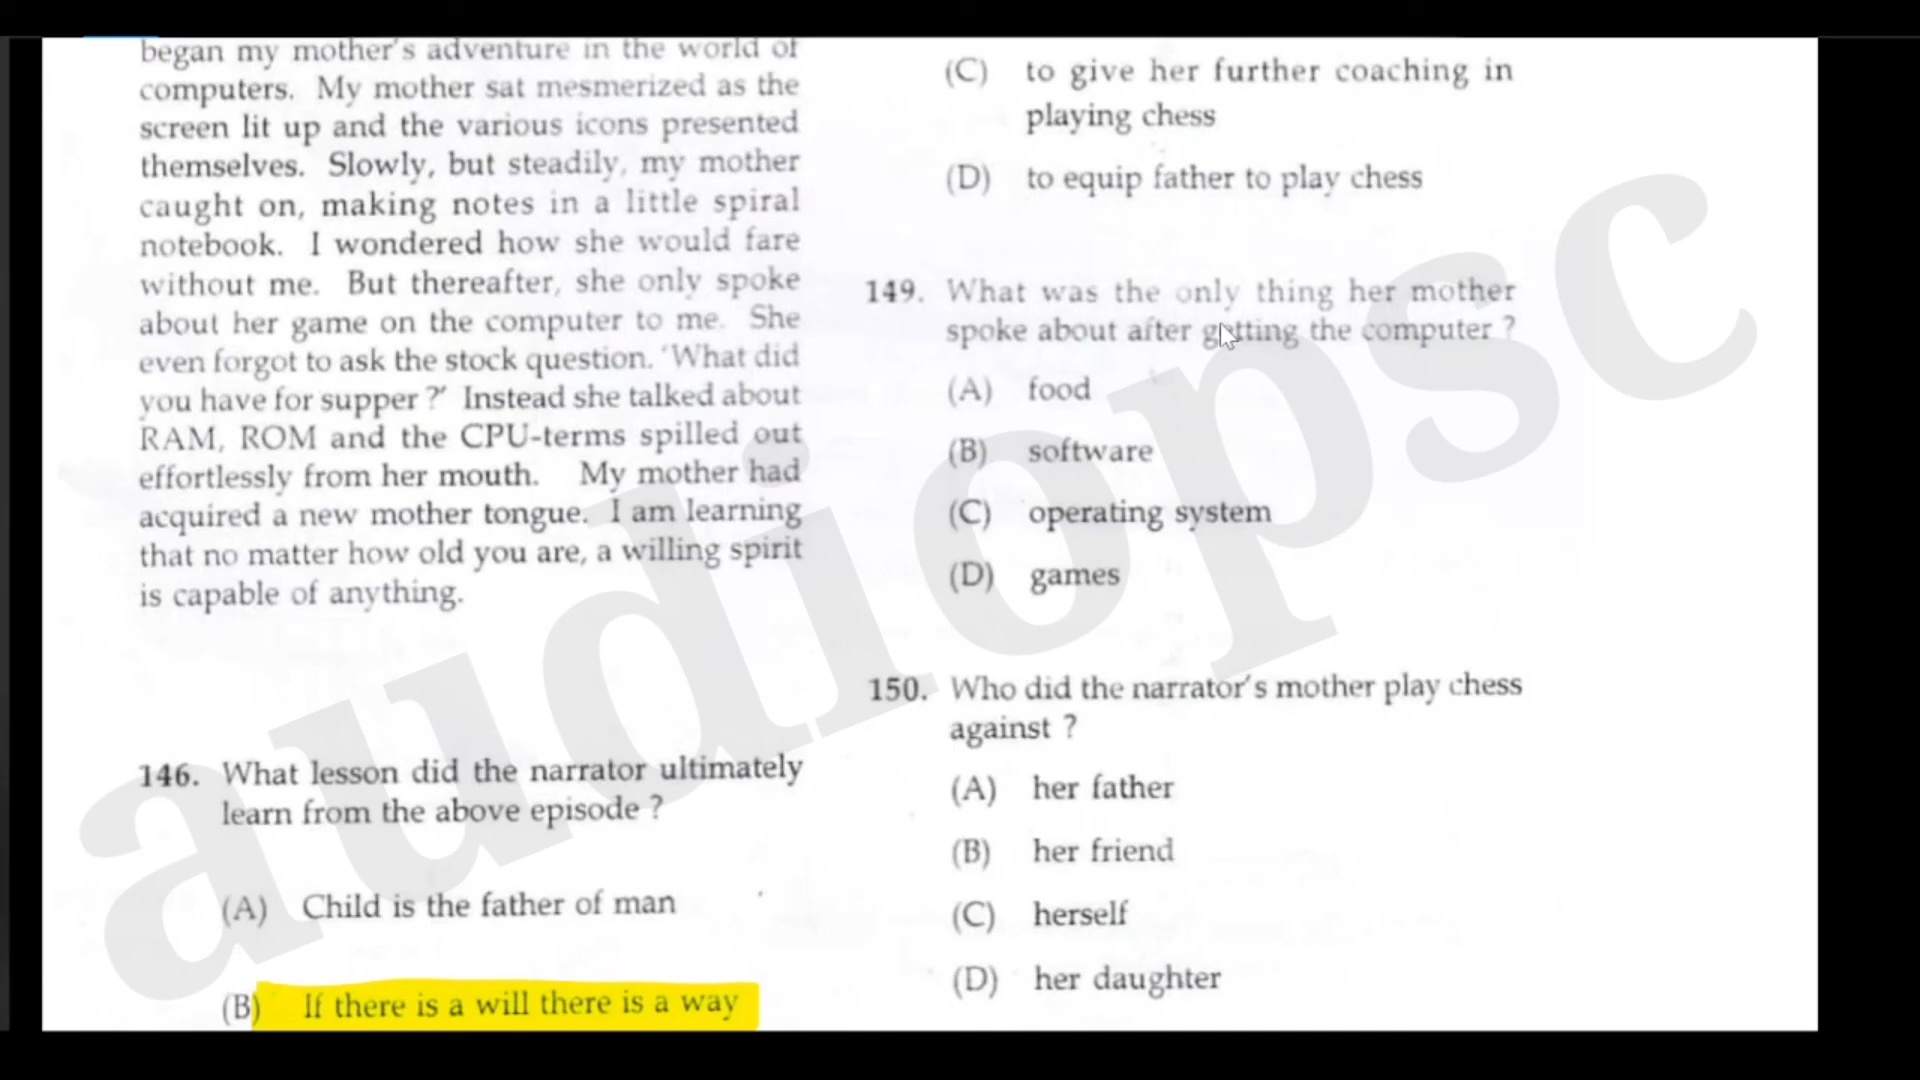 began my mother's adventure in the world of
computers. My mother sat mesmerized as the
screen lit up and the various icons presented
themselves. Slowly, but steadily, my mother
caught on, making notes in a little spiral
notebook. I wondered how she would fare
without me. But thereafter, she only spoke
about her game on the computer to me. She
even forgot to ask the stock question. 'What did
you have for supper ?' Instead she talked about
RAM, ROM and the CPU-terms spilled out
effortlessly from her mouth. My mother had
acquired a new mother tongue. I am learning
that no matter how old you are, a willing spirit
is capable of anything.
146. What lesson did the narrator ultimately
learn from the above episode ?
(A) Child is the father of man
(B) If there is a will there is a way
(C) to give her further coaching in
playing chess
(D) to equip father to play chess
149. What was the only thing her mother
spoke about after getting the computer ?
(A) food
(B) software
(C) operating system
(D) games
150. Who did the narrator's mother play chess
against ?
(A) her father
(B) her friend
(C) herself
(D) her daughter
audiopsc